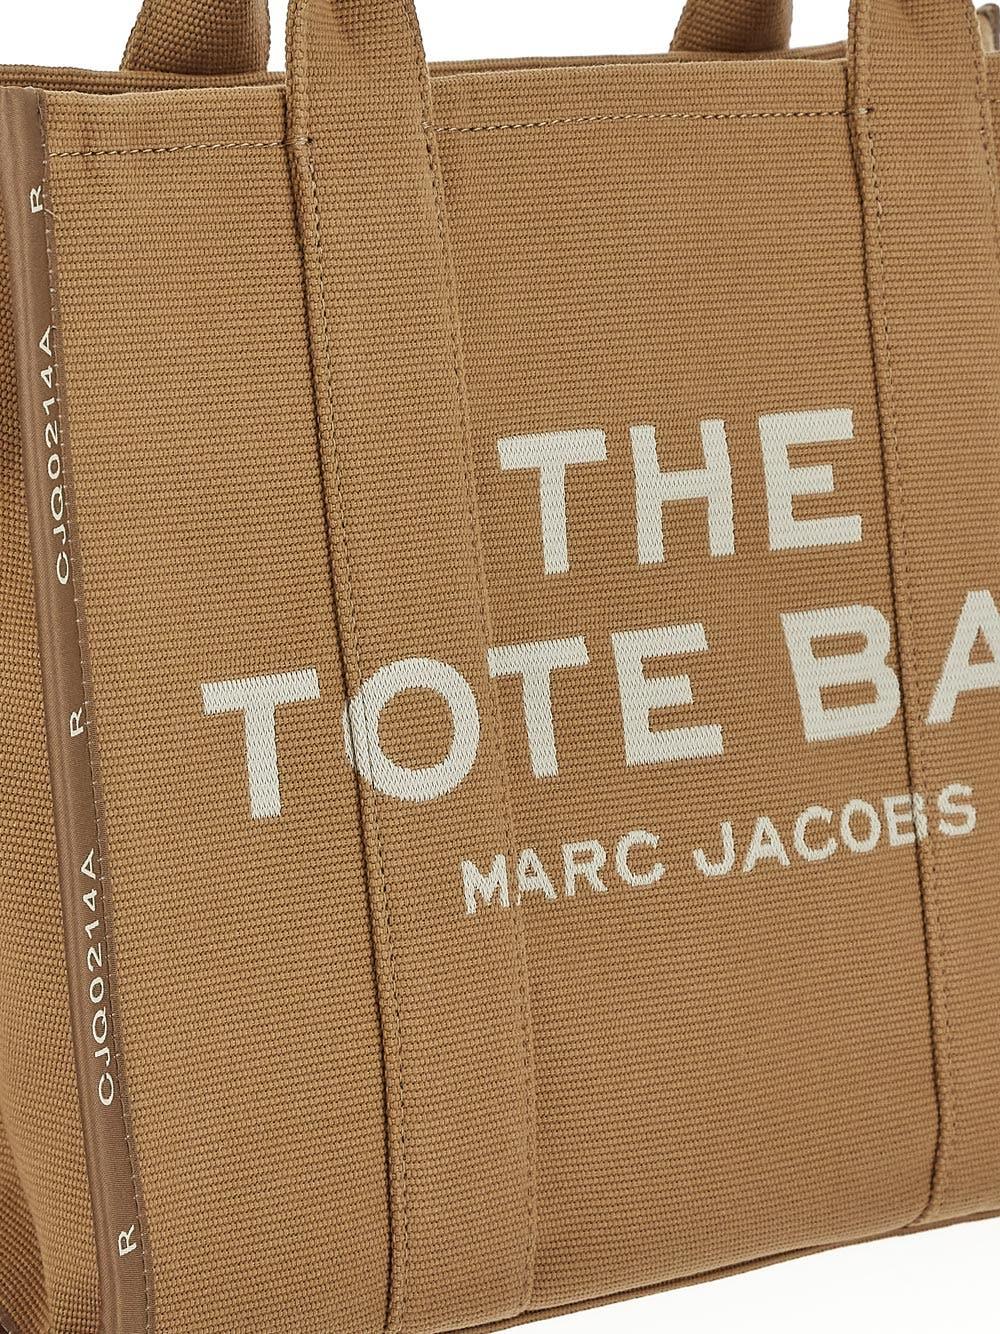 THE
TOTE BA
MARC JACOBS
R
CJQ0214A
R
CJQ0214A
R